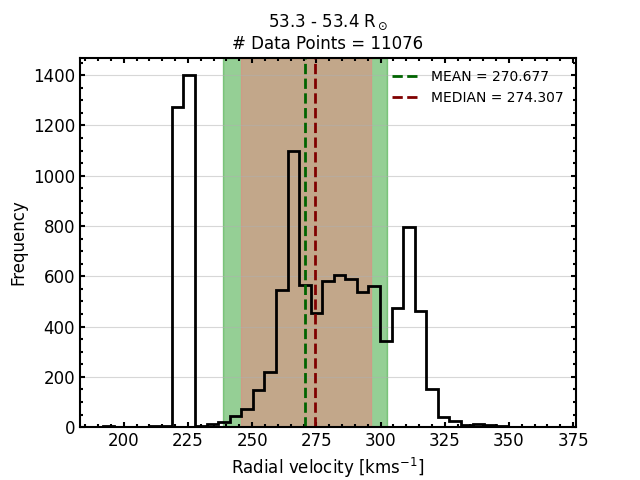 53.3 - 53.4 R⊙
# Data Points = 11076
MEAN = 270.677
MEDIAN = 274.307
Frequency
1400
1200
1000
800
600
400
200
0
200 225 250 275 300 325 350 375
Radial velocity [kms⁻¹]